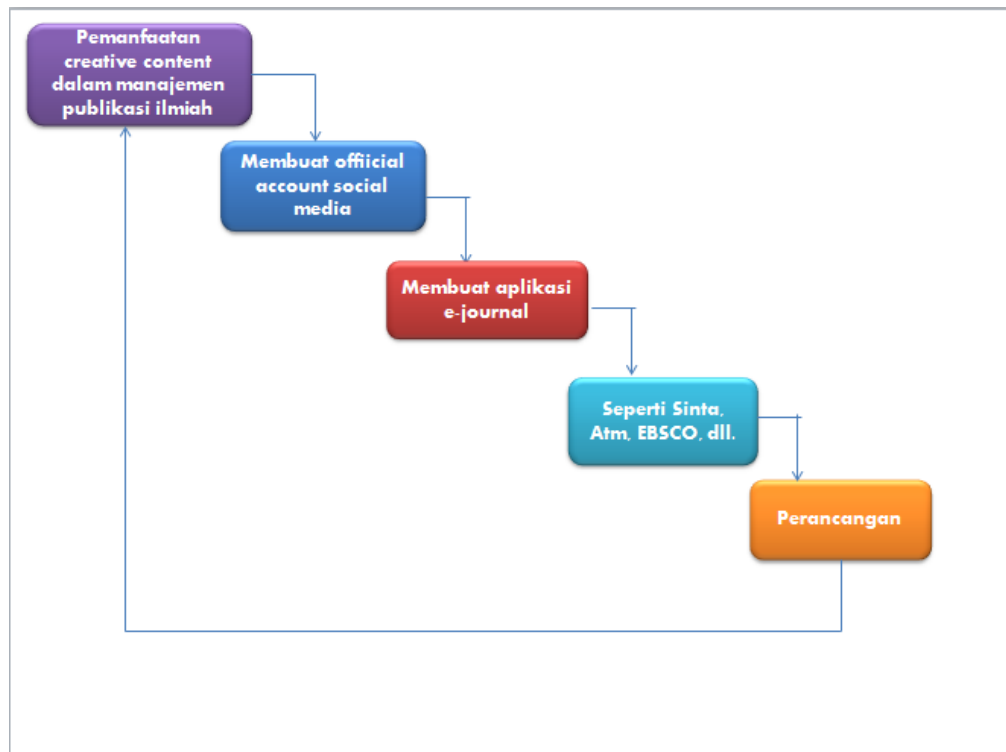 Pemanfaatan
creative content
dalam manajemen
publikasi ilmiah
Membuat offiicial
account social
media
Membuat aplikasi
e-journal
Seperti Sinta,
Atm, EBSCO, dll.
Perancangan